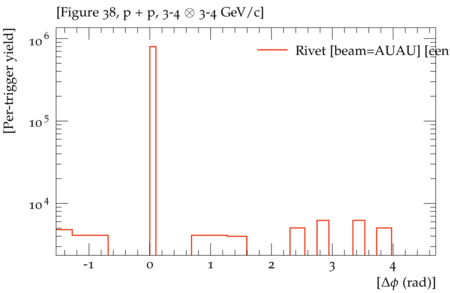 [Figure 38, p + p, 3-4 ⊗ 3-4 GeV/c]
[Per-trigger yield]
10⁶
10⁵
10⁴
Rivet [beam=AUAU] [cen
-1 0 1 2 3 4
[Δϕ (rad)]